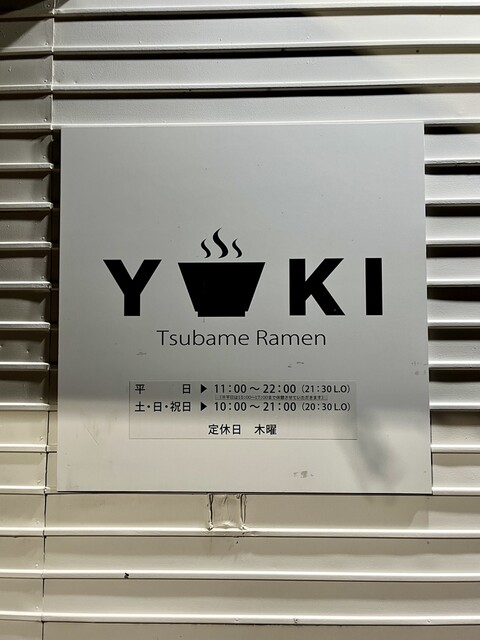 Y KI
Tsubame Ramen
平　　日 ▶ 11:00～22:00 (21:30 L.O)
土・日・祝日 ▶ 10:00～21:00 (20:30 L.O)
定休日　木曜